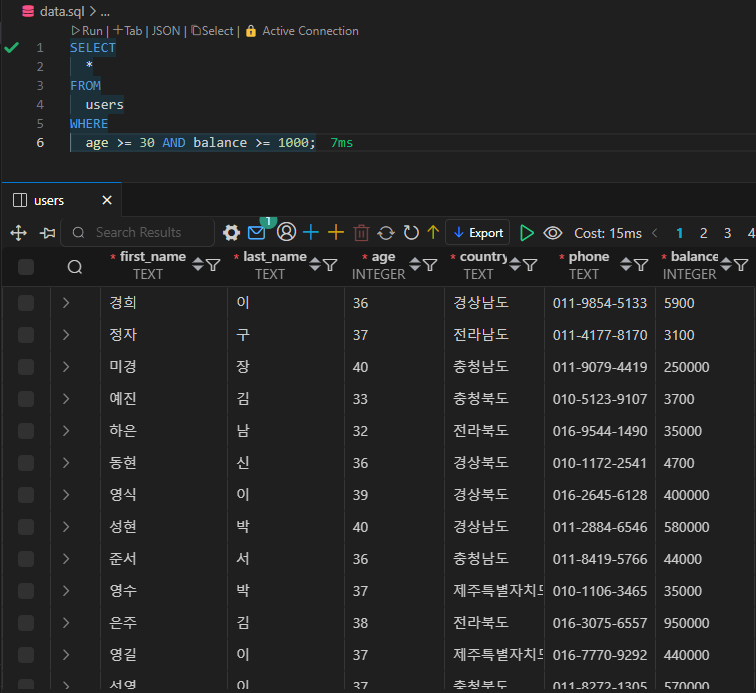 data.sql > ...
Run | +Tab | JSON | Select | Active Connection
1 SELECT
2 *
3 FROM
4 users
5 WHERE
6 age >= 30 AND balance >= 1000; 7ms
users
Search Results 1 Export Cost: 15ms 1 2 3 4
* first_name * last_name * age * country * phone * balance
TEXT TEXT INTEGER TEXT TEXT INTEGER
경희 이 36 경상남도 011-9854-5133 5900
정자 구 37 전라남도 011-4177-8170 3100
미경 장 40 충청남도 011-9079-4419 250000
예진 김 33 충청북도 010-5123-9107 3700
하은 남 32 전라북도 016-9544-1490 35000
동현 신 36 경상북도 010-1172-2541 4700
영식 이 39 경상북도 016-2645-6128 400000
성현 박 40 경상남도 011-2884-6546 580000
준서 서 36 충청남도 011-8419-5766 44000
영수 박 37 제주특별자치도 010-1106-3465 35000
은주 김 38 전라북도 016-3075-6557 950000
영길 이 37 제주특별자치도 016-7770-9292 440000
선영 이 37 충청북도 011-8272-1305 570000